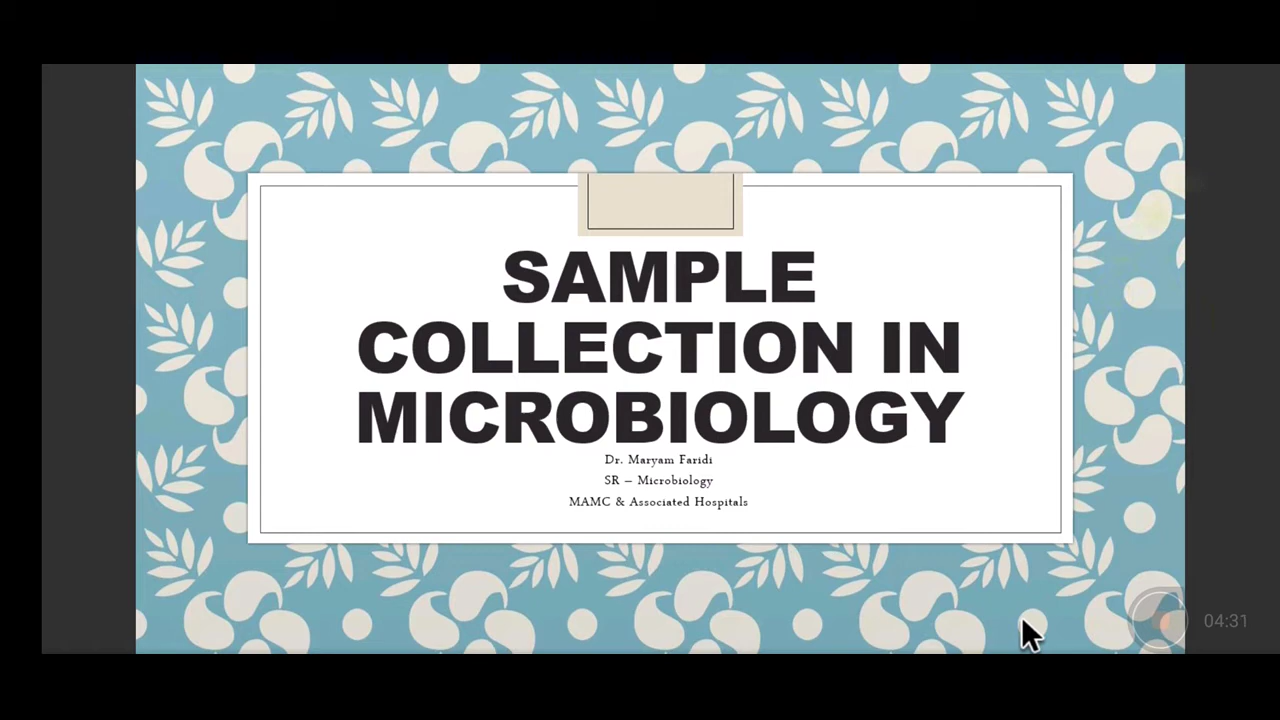 SAMPLE
COLLECTION IN
MICROBIOLOGY
Dr. Maryam Faridi
SR – Microbiology
MAMC & Associated Hospitals
04:31